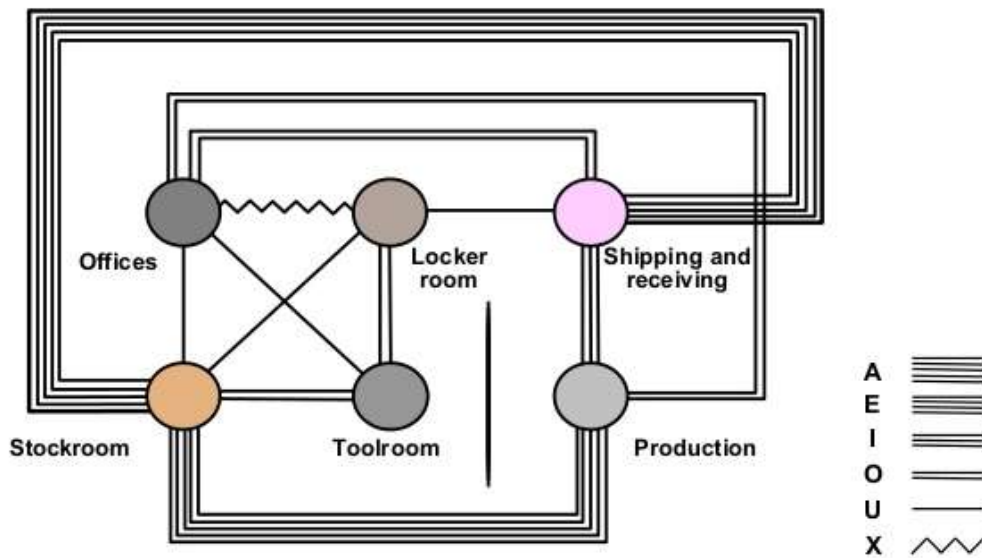 Offices
Locker
room
Shipping and
receiving
Stockroom
Toolroom
Production
A
E
I
O
U
X